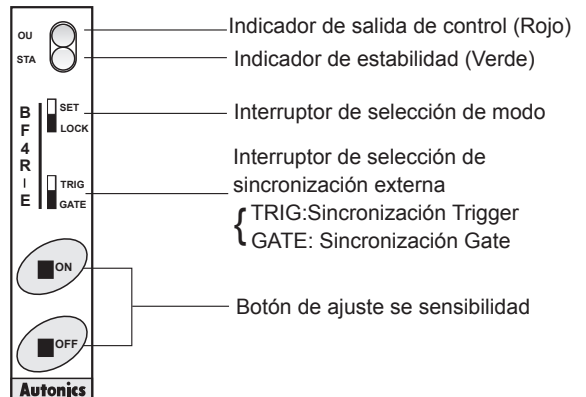 OU
Indicador de salida de control (Rojo)
STA
Indicador de estabilidad (Verde)
BF4R-E
SET
LOCK
Interruptor de selección de modo
TRIG
GATE
Interruptor de selección de
sincronización externa
{ TRIG:Sincronización Trigger
GATE: Sincronización Gate
ON
OFF
Botón de ajuste se sensibilidad
Autonics